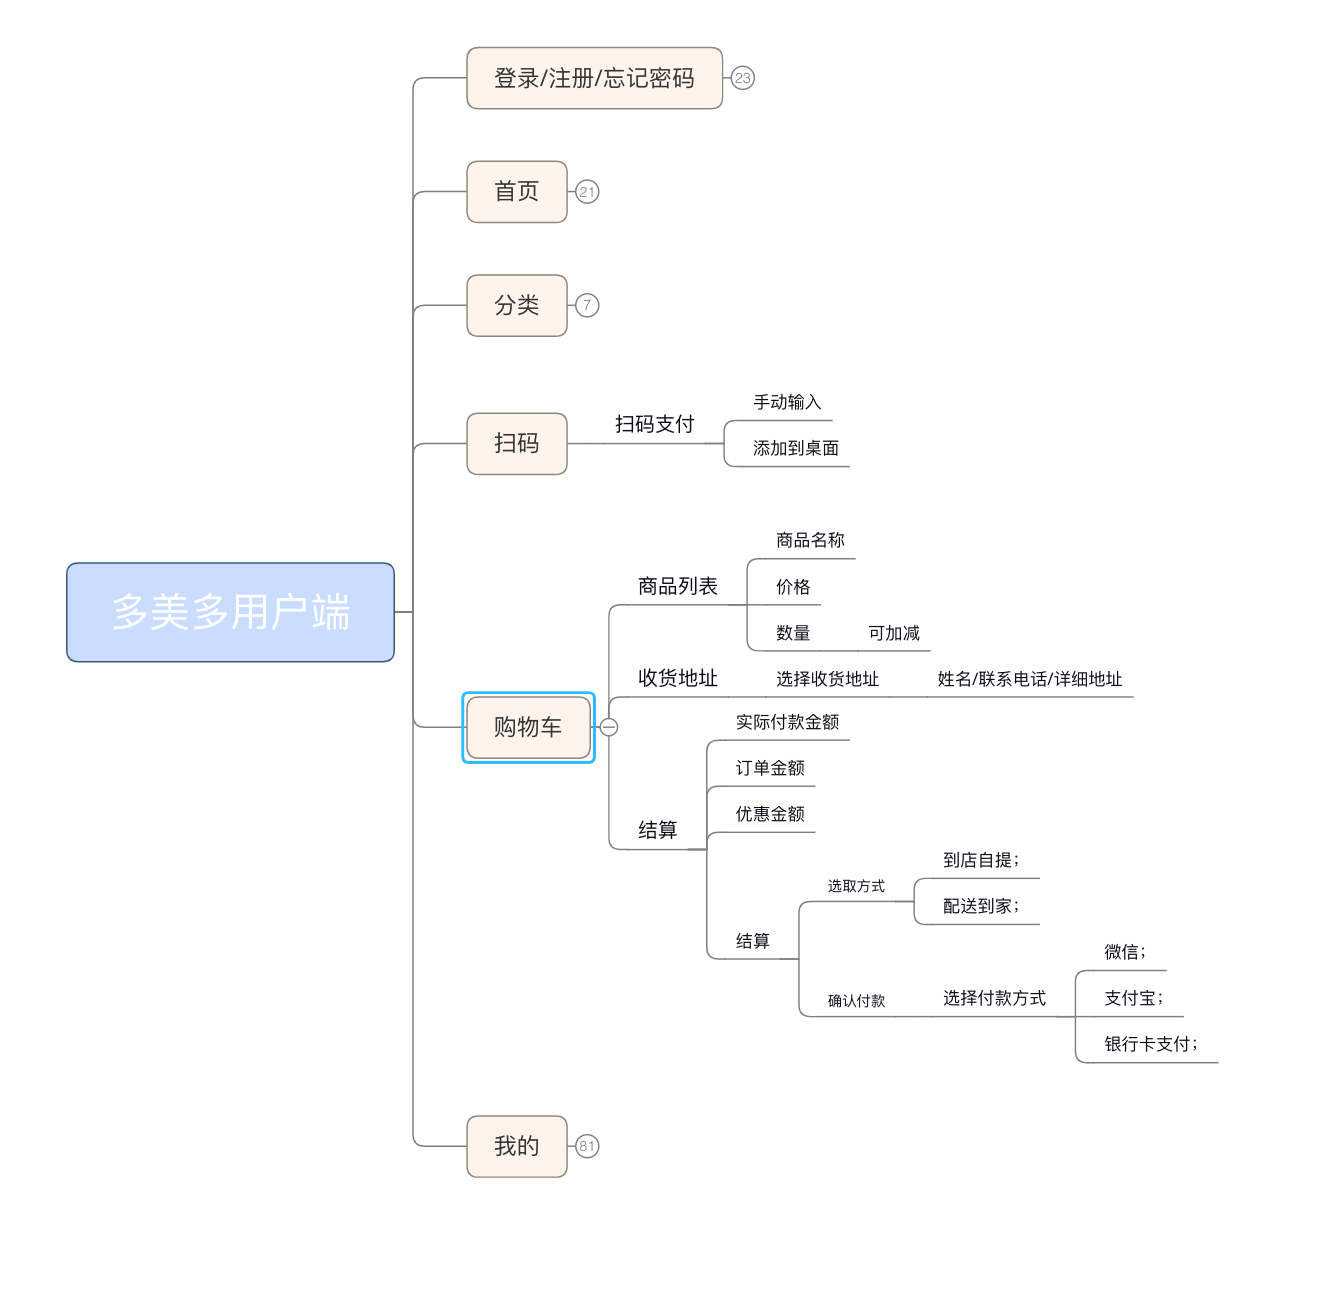 登录/注册/忘记密码
23
首页
21
分类
7
扫码
扫码支付
手动输入
添加到桌面
多美多用户端
购物车
商品列表
商品名称
价格
数量
可加减
收货地址
选择收货地址
姓名/联系电话/详细地址
结算
实际付款金额
订单金额
优惠金额
结算
选取方式
到店自提；
配送到家；
确认付款
选择付款方式
微信；
支付宝；
银行卡支付；
我的
81